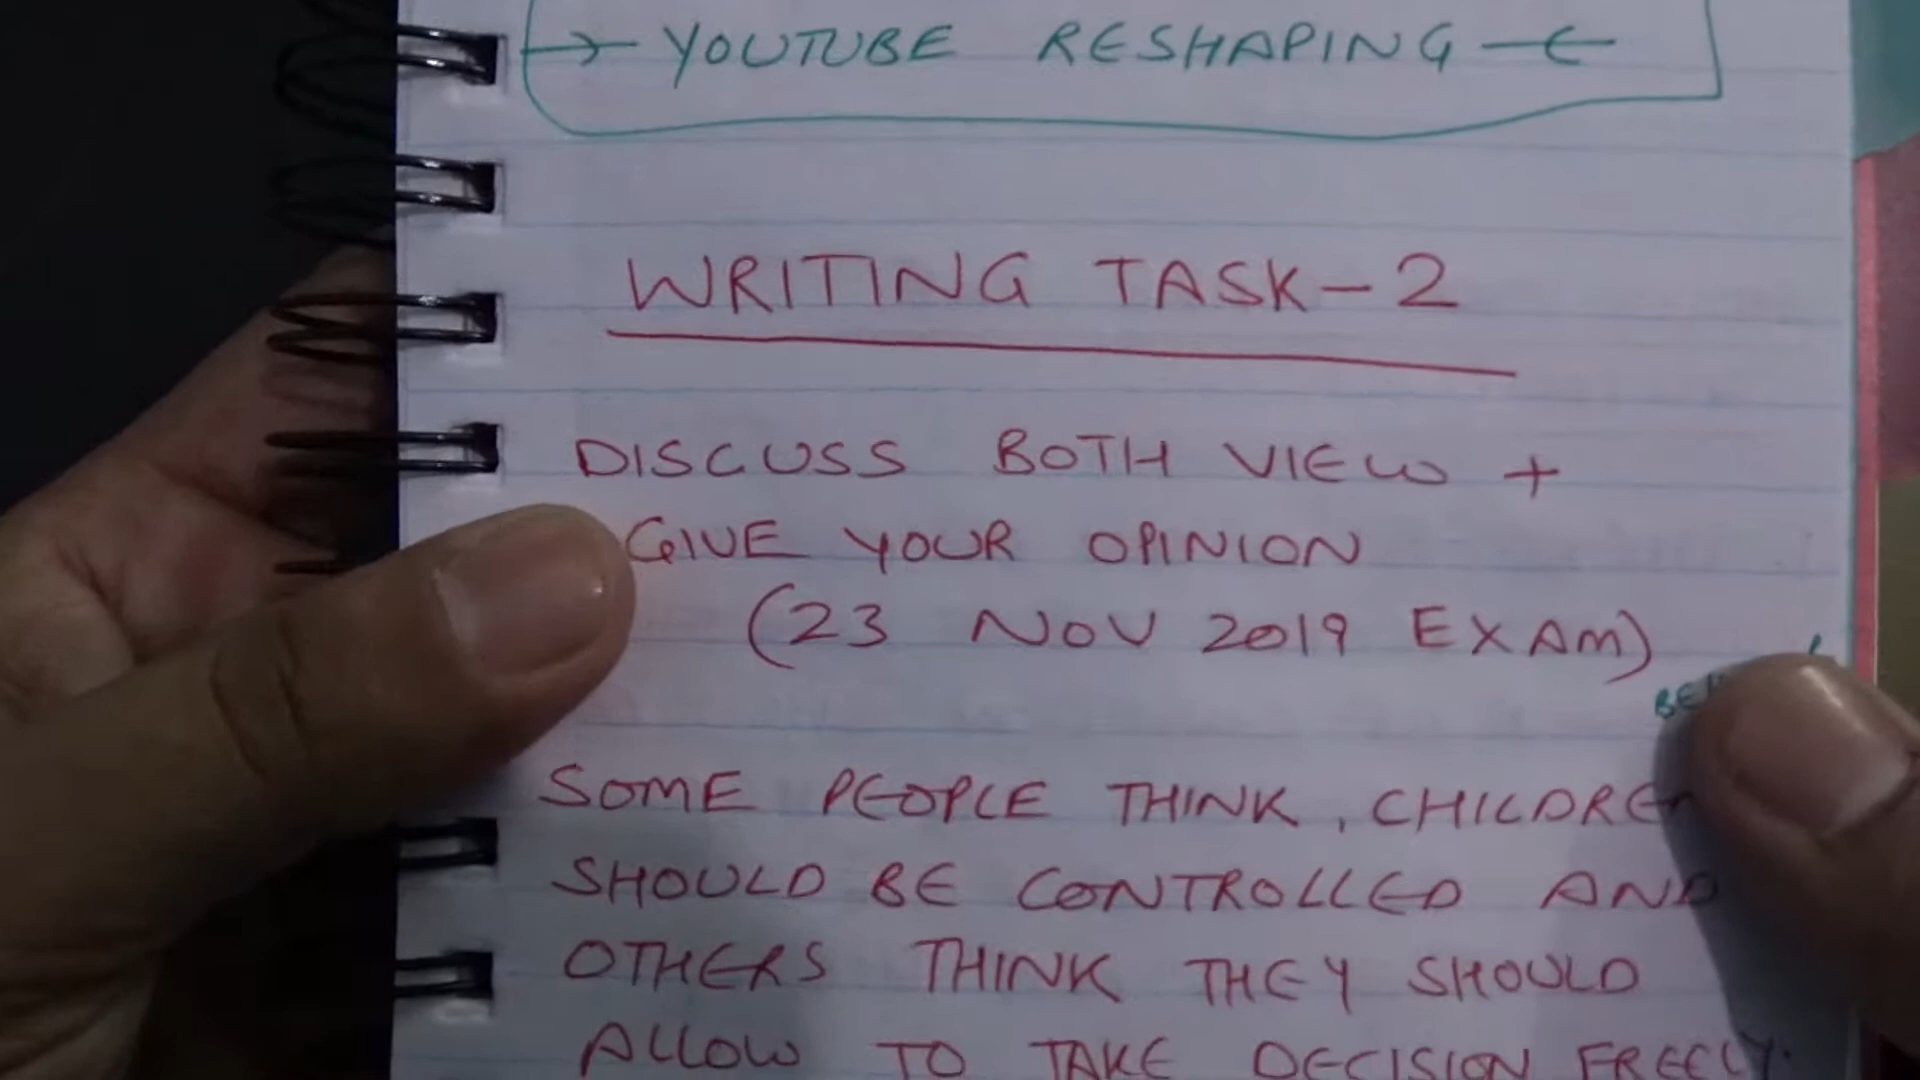 → YOUTUBE RESHAPING ←
WRITING TASK-2
DISCUSS BOTH VIEW +
GIVE YOUR OPINION
(23 NOV 2019 EXAM)
SOME PEOPLE THINK, CHILDREN
SHOULD BE CONTROLLED AND
OTHERS THINK THEY SHOULD
ALLOW TO TAKE DECISION FREELY.